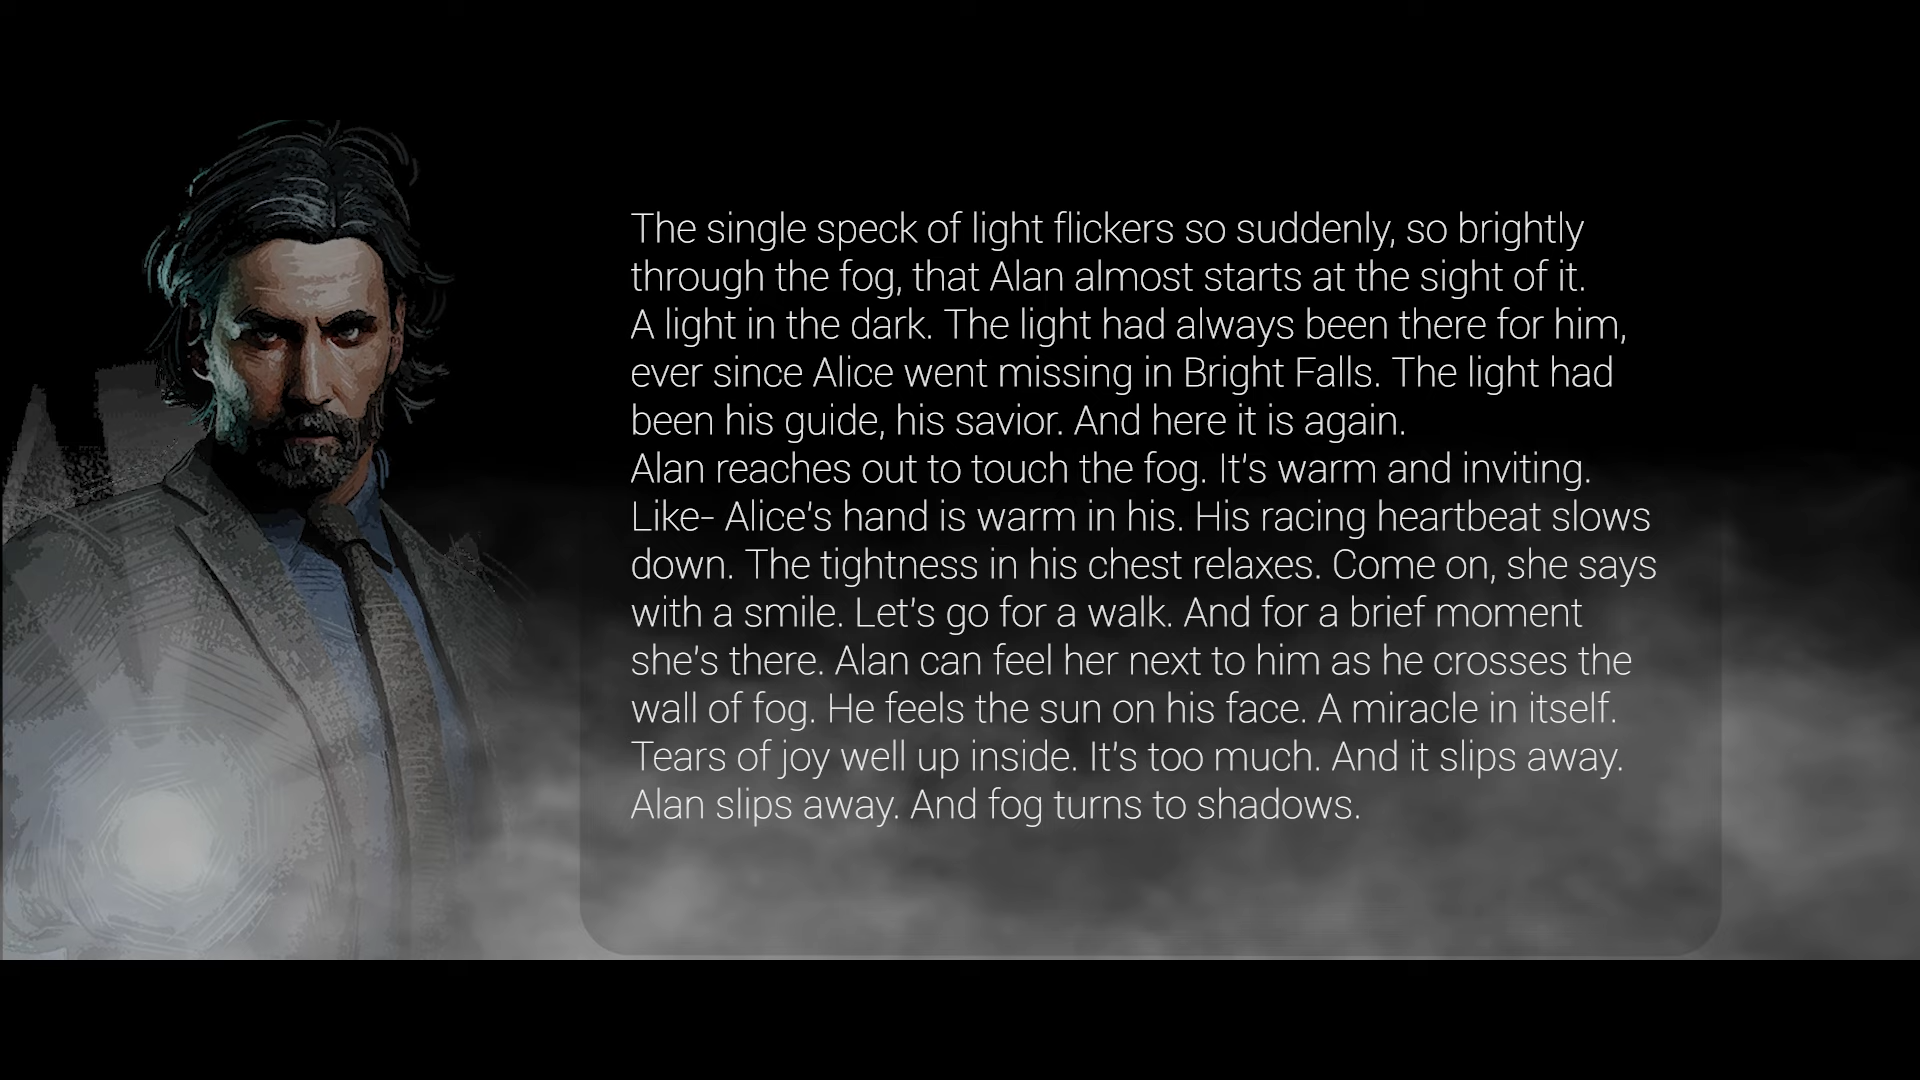 The single speck of light flickers so suddenly, so brightly
through the fog, that Alan almost starts at the sight of it.
A light in the dark. The light had always been there for him,
ever since Alice went missing in Bright Falls. The light had
been his guide, his savior. And here it is again.
Alan reaches out to touch the fog. It's warm and inviting.
Like- Alice's hand is warm in his. His racing heartbeat slows
down. The tightness in his chest relaxes. Come on, she says
with a smile. Let's go for a walk. And for a brief moment
she's there. Alan can feel her next to him as he crosses the
wall of fog. He feels the sun on his face. A miracle in itself.
Tears of joy well up inside. It's too much. And it slips away.
Alan slips away. And fog turns to shadows.